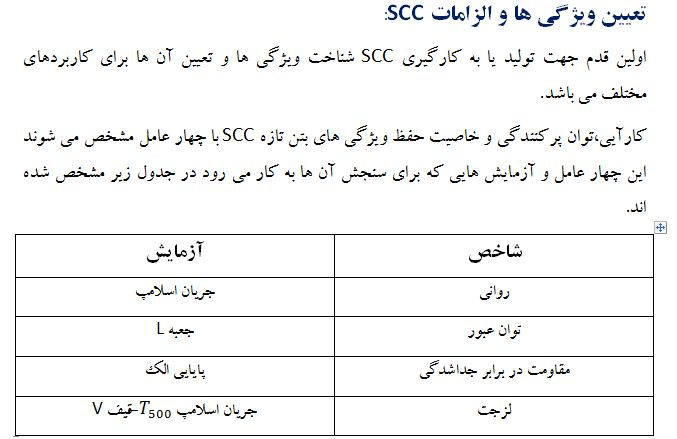 تعیین ویژگی ها و الزامات SCC:
اولین قدم جهت تولید یا به کارگیری SCC شناخت ویژگی ها و تعیین آن ها برای کاربردهای
مختلف می باشد.
کارآیی،توان پرکنندگی و خاصیت حفظ ویژگی های بتن تازه SCC با چهار عامل مشخص می شوند
این چهار عامل و آزمایش هایی که برای سنجش آن ها به کار می رود در جدول زیر مشخص شده
اند.
شاخص آزمایش
روانی جریان اسلامپ
توان عبور جعبه L
مقاومت در برابر جداشدگی پایایی الک
لزجت جریان اسلامپ T500-قیف V